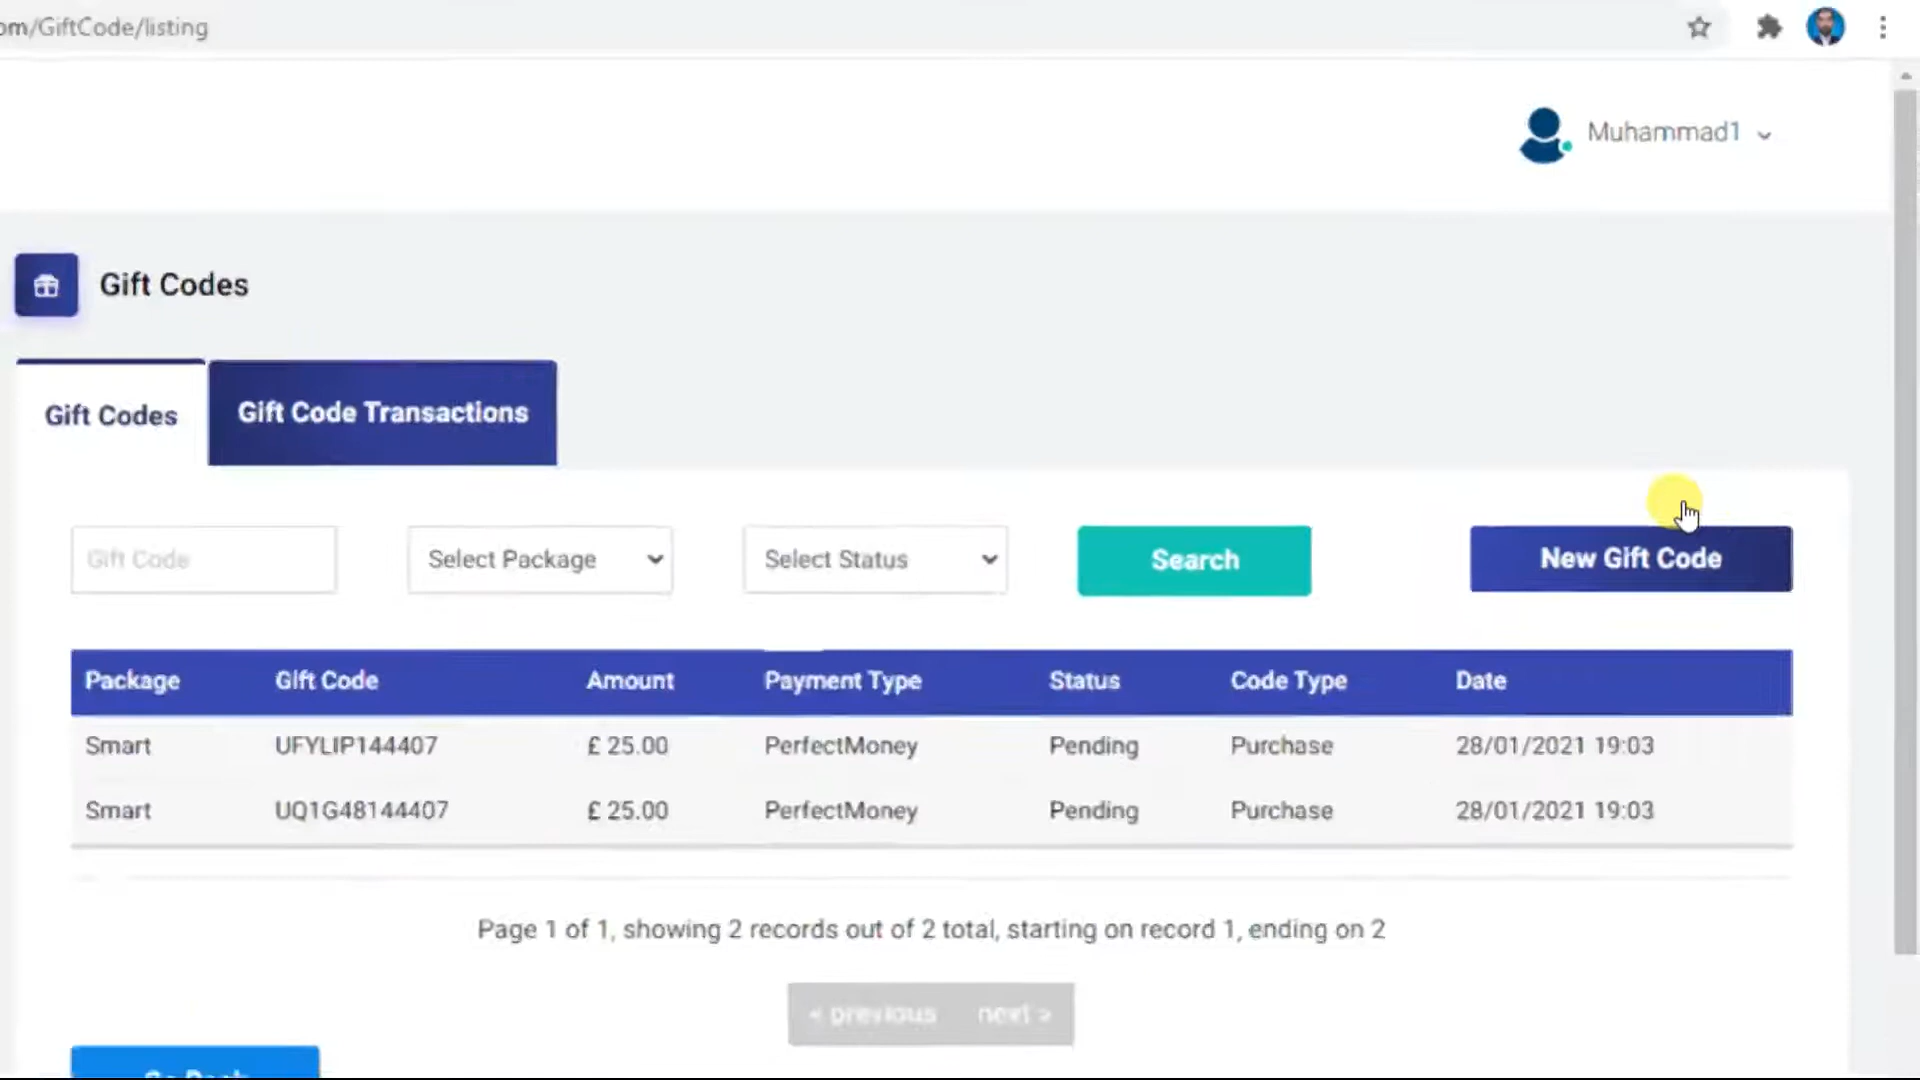 om/GiftCode/listing
Muhammad1
Gift Codes
Gift Codes
Gift Code Transactions
Gift Code
Select Package
Select Status
Search
New Gift Code
Package Gift Code Amount Payment Type Status Code Type Date
Smart UFYLIP144407 £ 25.00 PerfectMoney Pending Purchase 28/01/2021 19:03
Smart UQ1G48144407 £ 25.00 PerfectMoney Pending Purchase 28/01/2021 19:03
Page 1 of 1, showing 2 records out of 2 total, starting on record 1, ending on 2
< previous next >